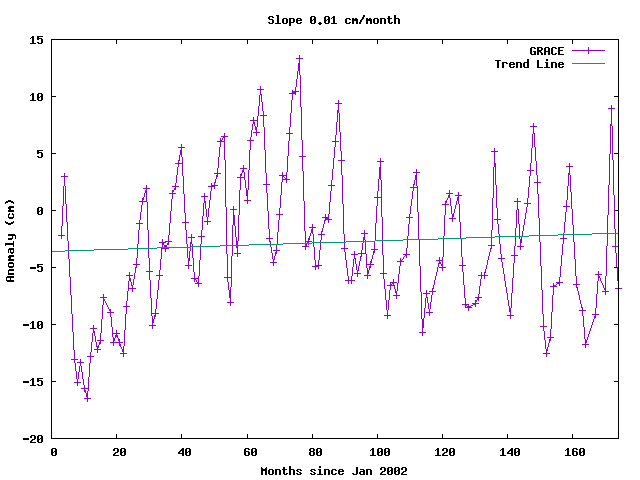 Slope 0.01 cm/month
GRACE
Trend Line
15
10
5
0
-5
-10
-15
-20
Anomaly (cm)
0 20 40 60 80 100 120 140 160
Months since Jan 2002